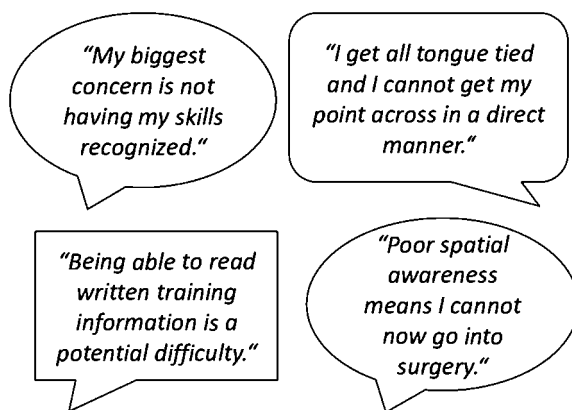 “My biggest
concern is not
having my skills
recognized.“
“I get all tongue tied
and I cannot get my
point across in a direct
manner.“
“Being able to read
written training
information is a
potential difficulty.“
“Poor spatial
awareness
means I cannot
now go into
surgery.“